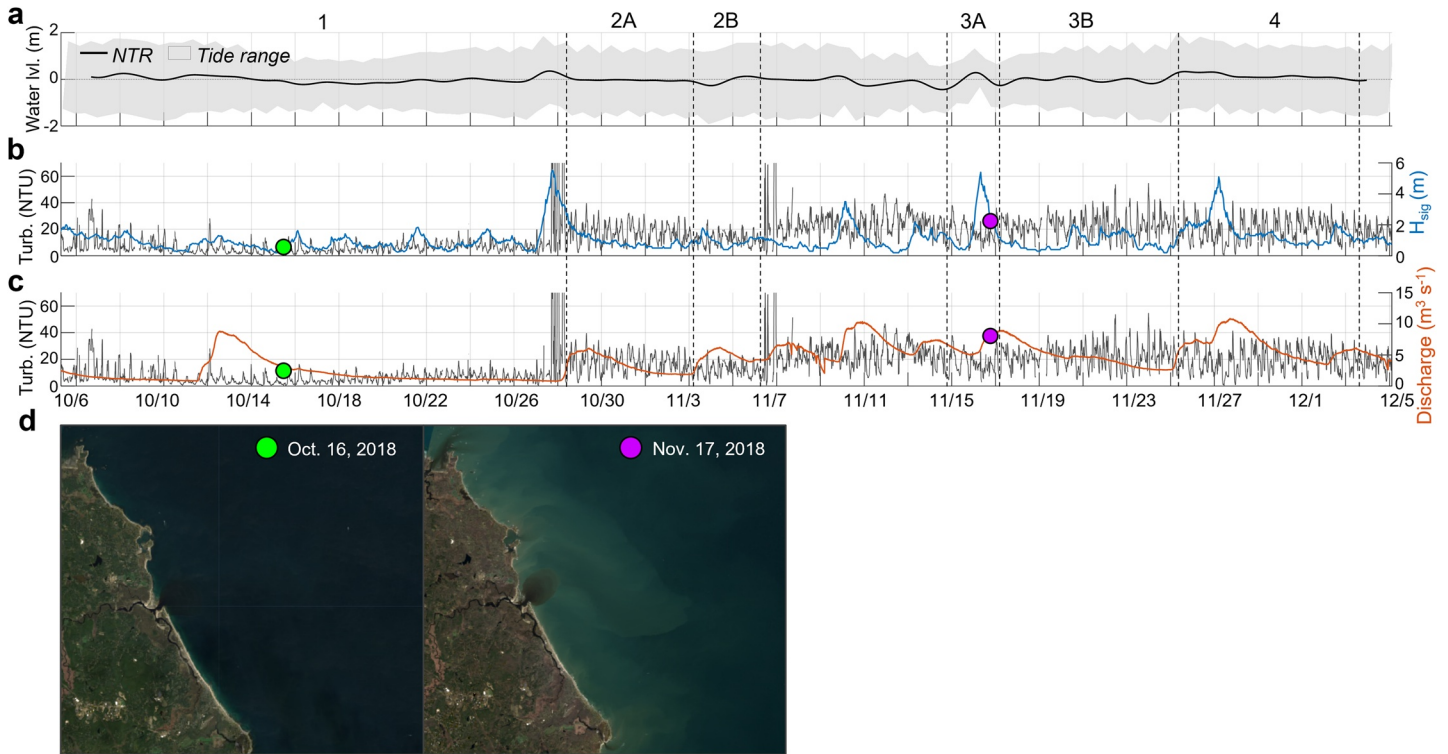 a
1 2A 2B 3A 3B 4
Water lvl. (m)
2
0
-2
NTR Tide range
b
Turb. (NTU)
60
40
20
0
6
4
2
0
H_sig (m)
c
Turb. (NTU)
60
40
20
0
15
10
5
0
Discharge (m³ s⁻¹)
10/6 10/10 10/14 10/18 10/22 10/26 10/30 11/3 11/7 11/11 11/15 11/19 11/23 11/27 12/1 12/5
d
Oct. 16, 2018
Nov. 17, 2018